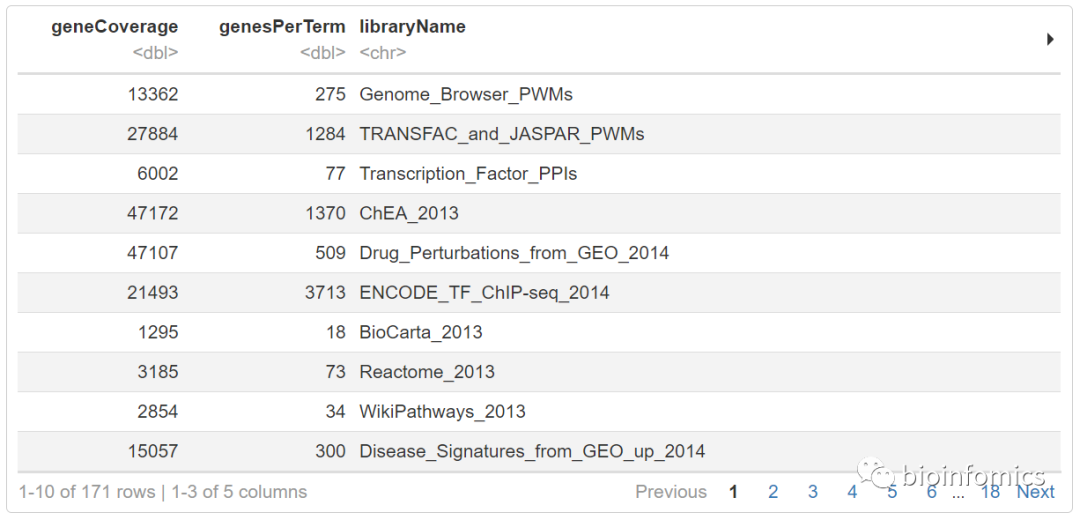 geneCoverage genesPerTerm libraryName
<dbl> <dbl> <chr>
13362 275 Genome_Browser_PWMs
27884 1284 TRANSFAC_and_JASPAR_PWMs
6002 77 Transcription_Factor_PPIs
47172 1370 ChEA_2013
47107 509 Drug_Perturbations_from_GEO_2014
21493 3713 ENCODE_TF_ChIP-seq_2014
1295 18 BioCarta_2013
3185 73 Reactome_2013
2854 34 WikiPathways_2013
15057 300 Disease_Signatures_from_GEO_up_2014
1-10 of 171 rows | 1-3 of 5 columns Previous 1 2 3 4 5 6 ... 18 Next
bioinfomics